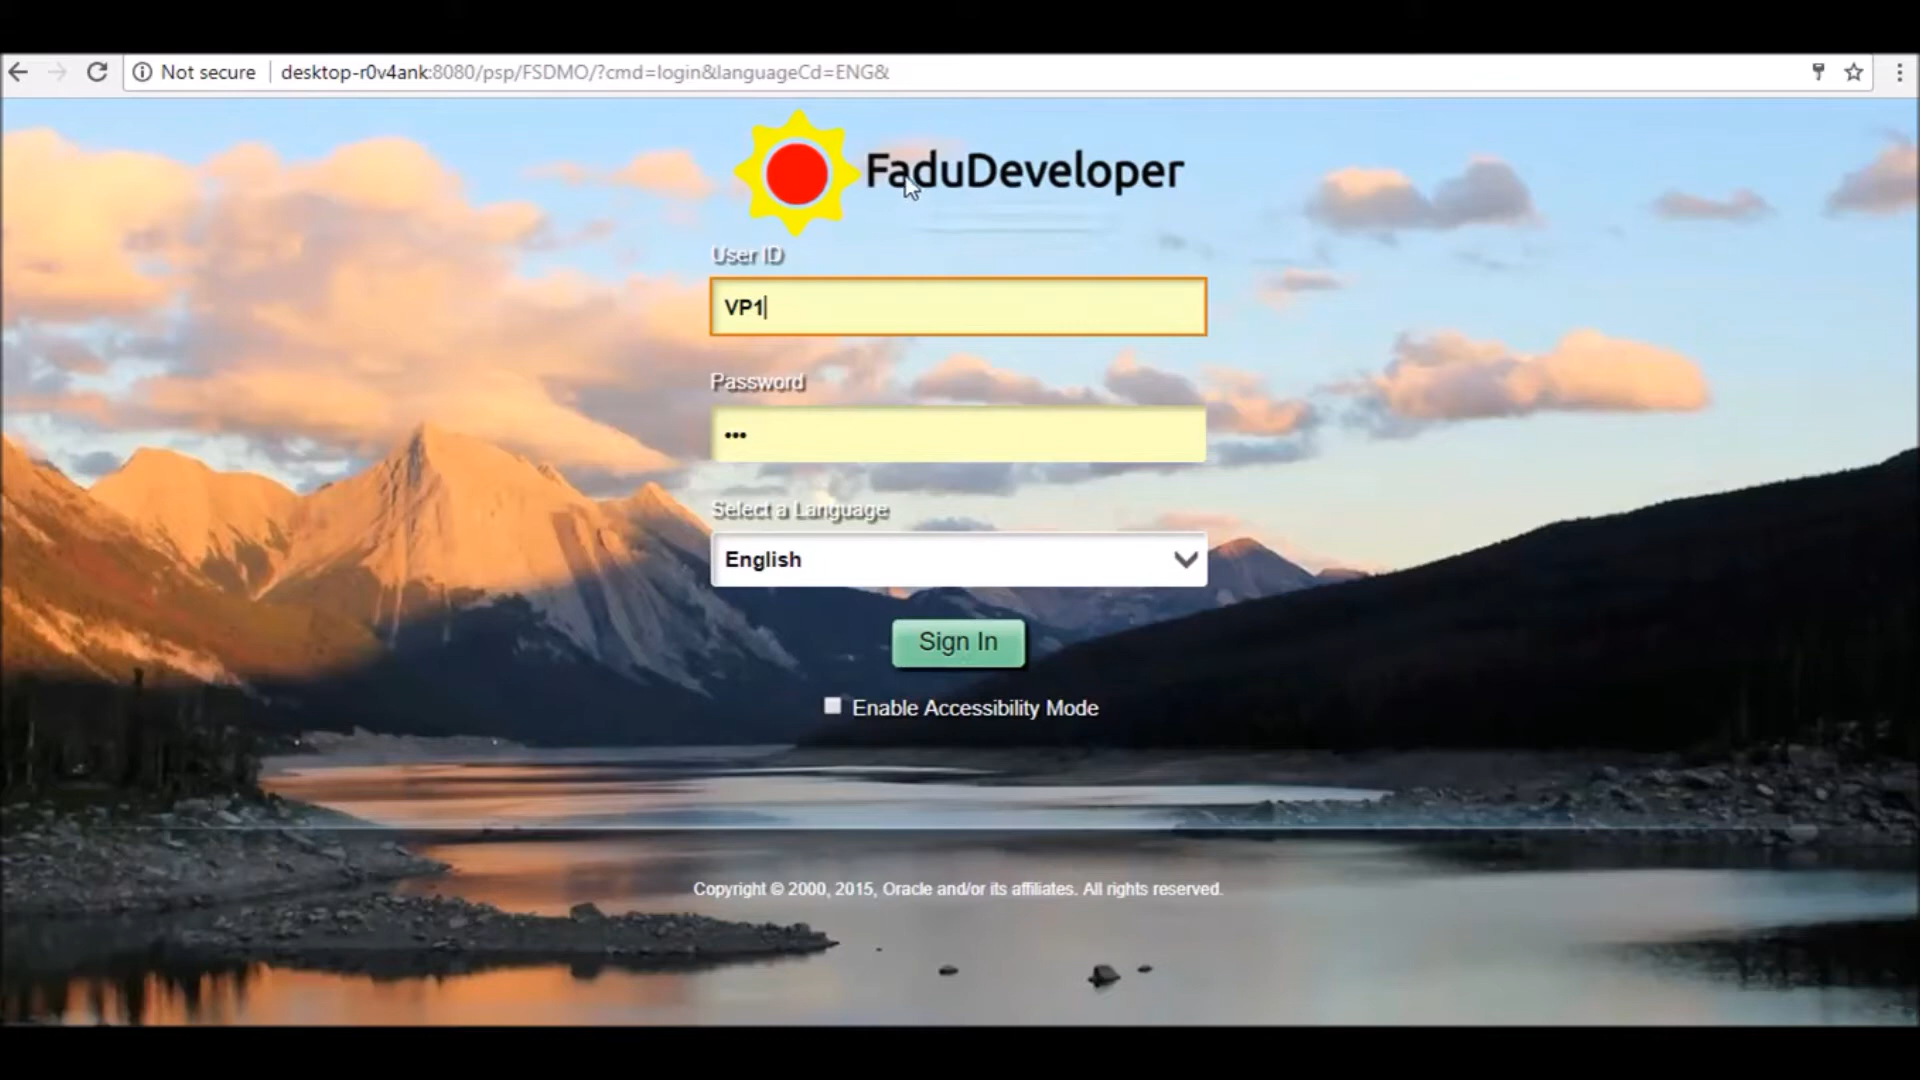 Not secure
desktop-r0v4ank:8080/psp/FSDMO/?cmd=login&languageCd=ENG&
FaduDeveloper
User ID
VP1
Password
•••
Select a Language
English
Sign In
Enable Accessibility Mode
Copyright © 2000, 2015, Oracle and/or its affiliates. All rights reserved.